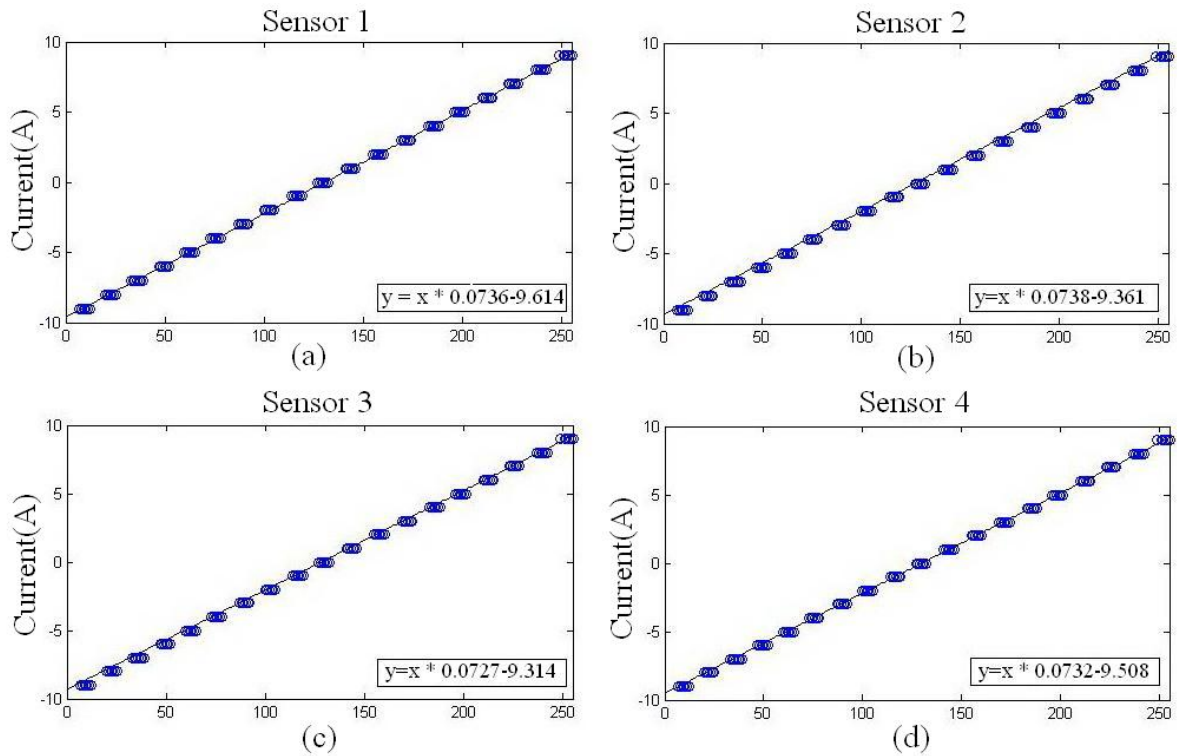 Sensor 1
Sensor 2
10
5
0
-5
-10
Current(A)
y = x * 0.0736-9.614
0 50 100 150 200 250
(a)
10
5
0
-5
-10
Current(A)
y=x * 0.0738-9.361
0 50 100 150 200 250
(b)
Sensor 3
Sensor 4
10
5
0
-5
-10
Current(A)
y=x * 0.0727-9.314
0 50 100 150 200 250
(c)
10
5
0
-5
-10
Current(A)
y=x * 0.0732-9.508
0 50 100 150 200 250
(d)